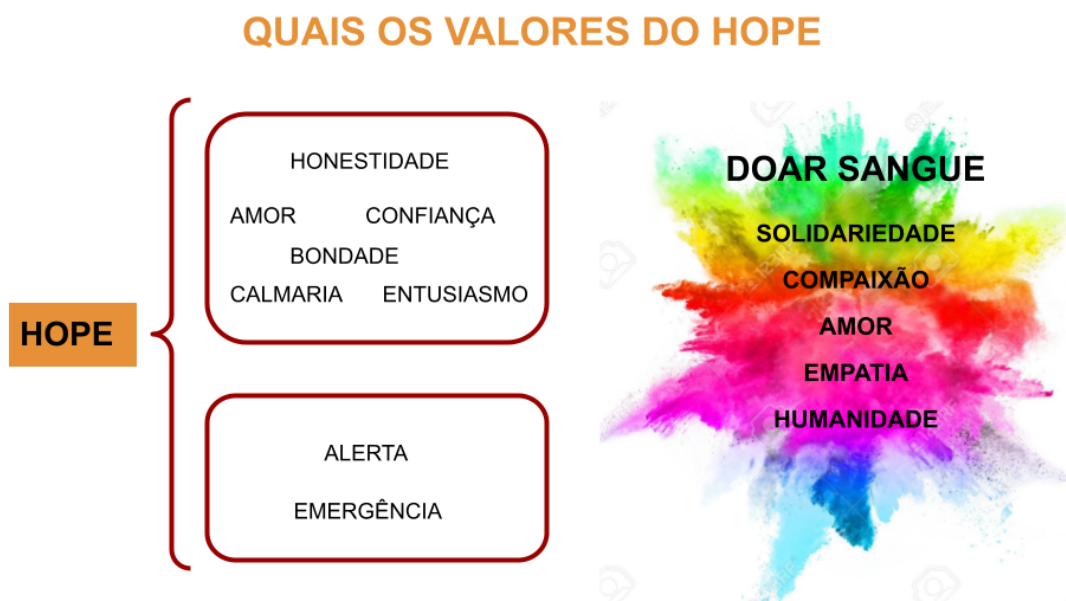 QUAIS OS VALORES DO HOPE
HOPE
HONESTIDADE
AMOR CONFIANÇA
BONDADE
CALMARIA ENTUSIASMO
ALERTA
EMERGÊNCIA
DOAR SANGUE
SOLIDARIEDADE
COMPAIXÃO
AMOR
EMPATIA
HUMANIDADE